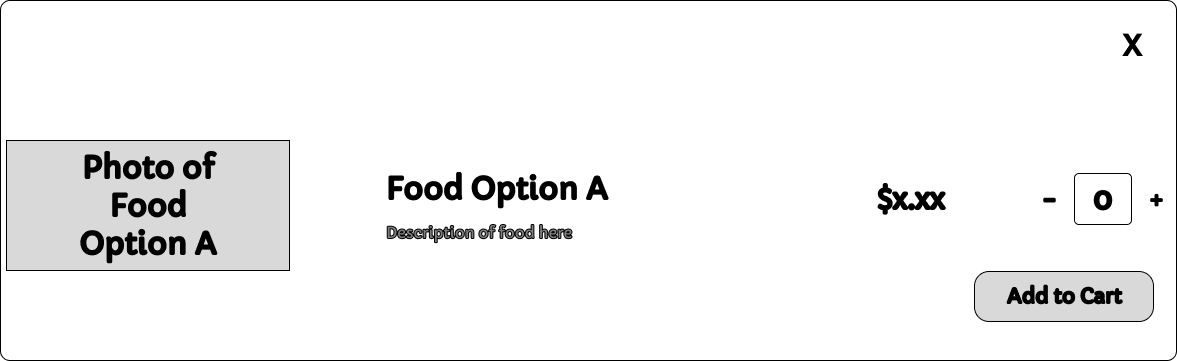 X
Photo of
Food
Option A
Food Option A
Description of food here
$x.xx
- 0 +
Add to Cart